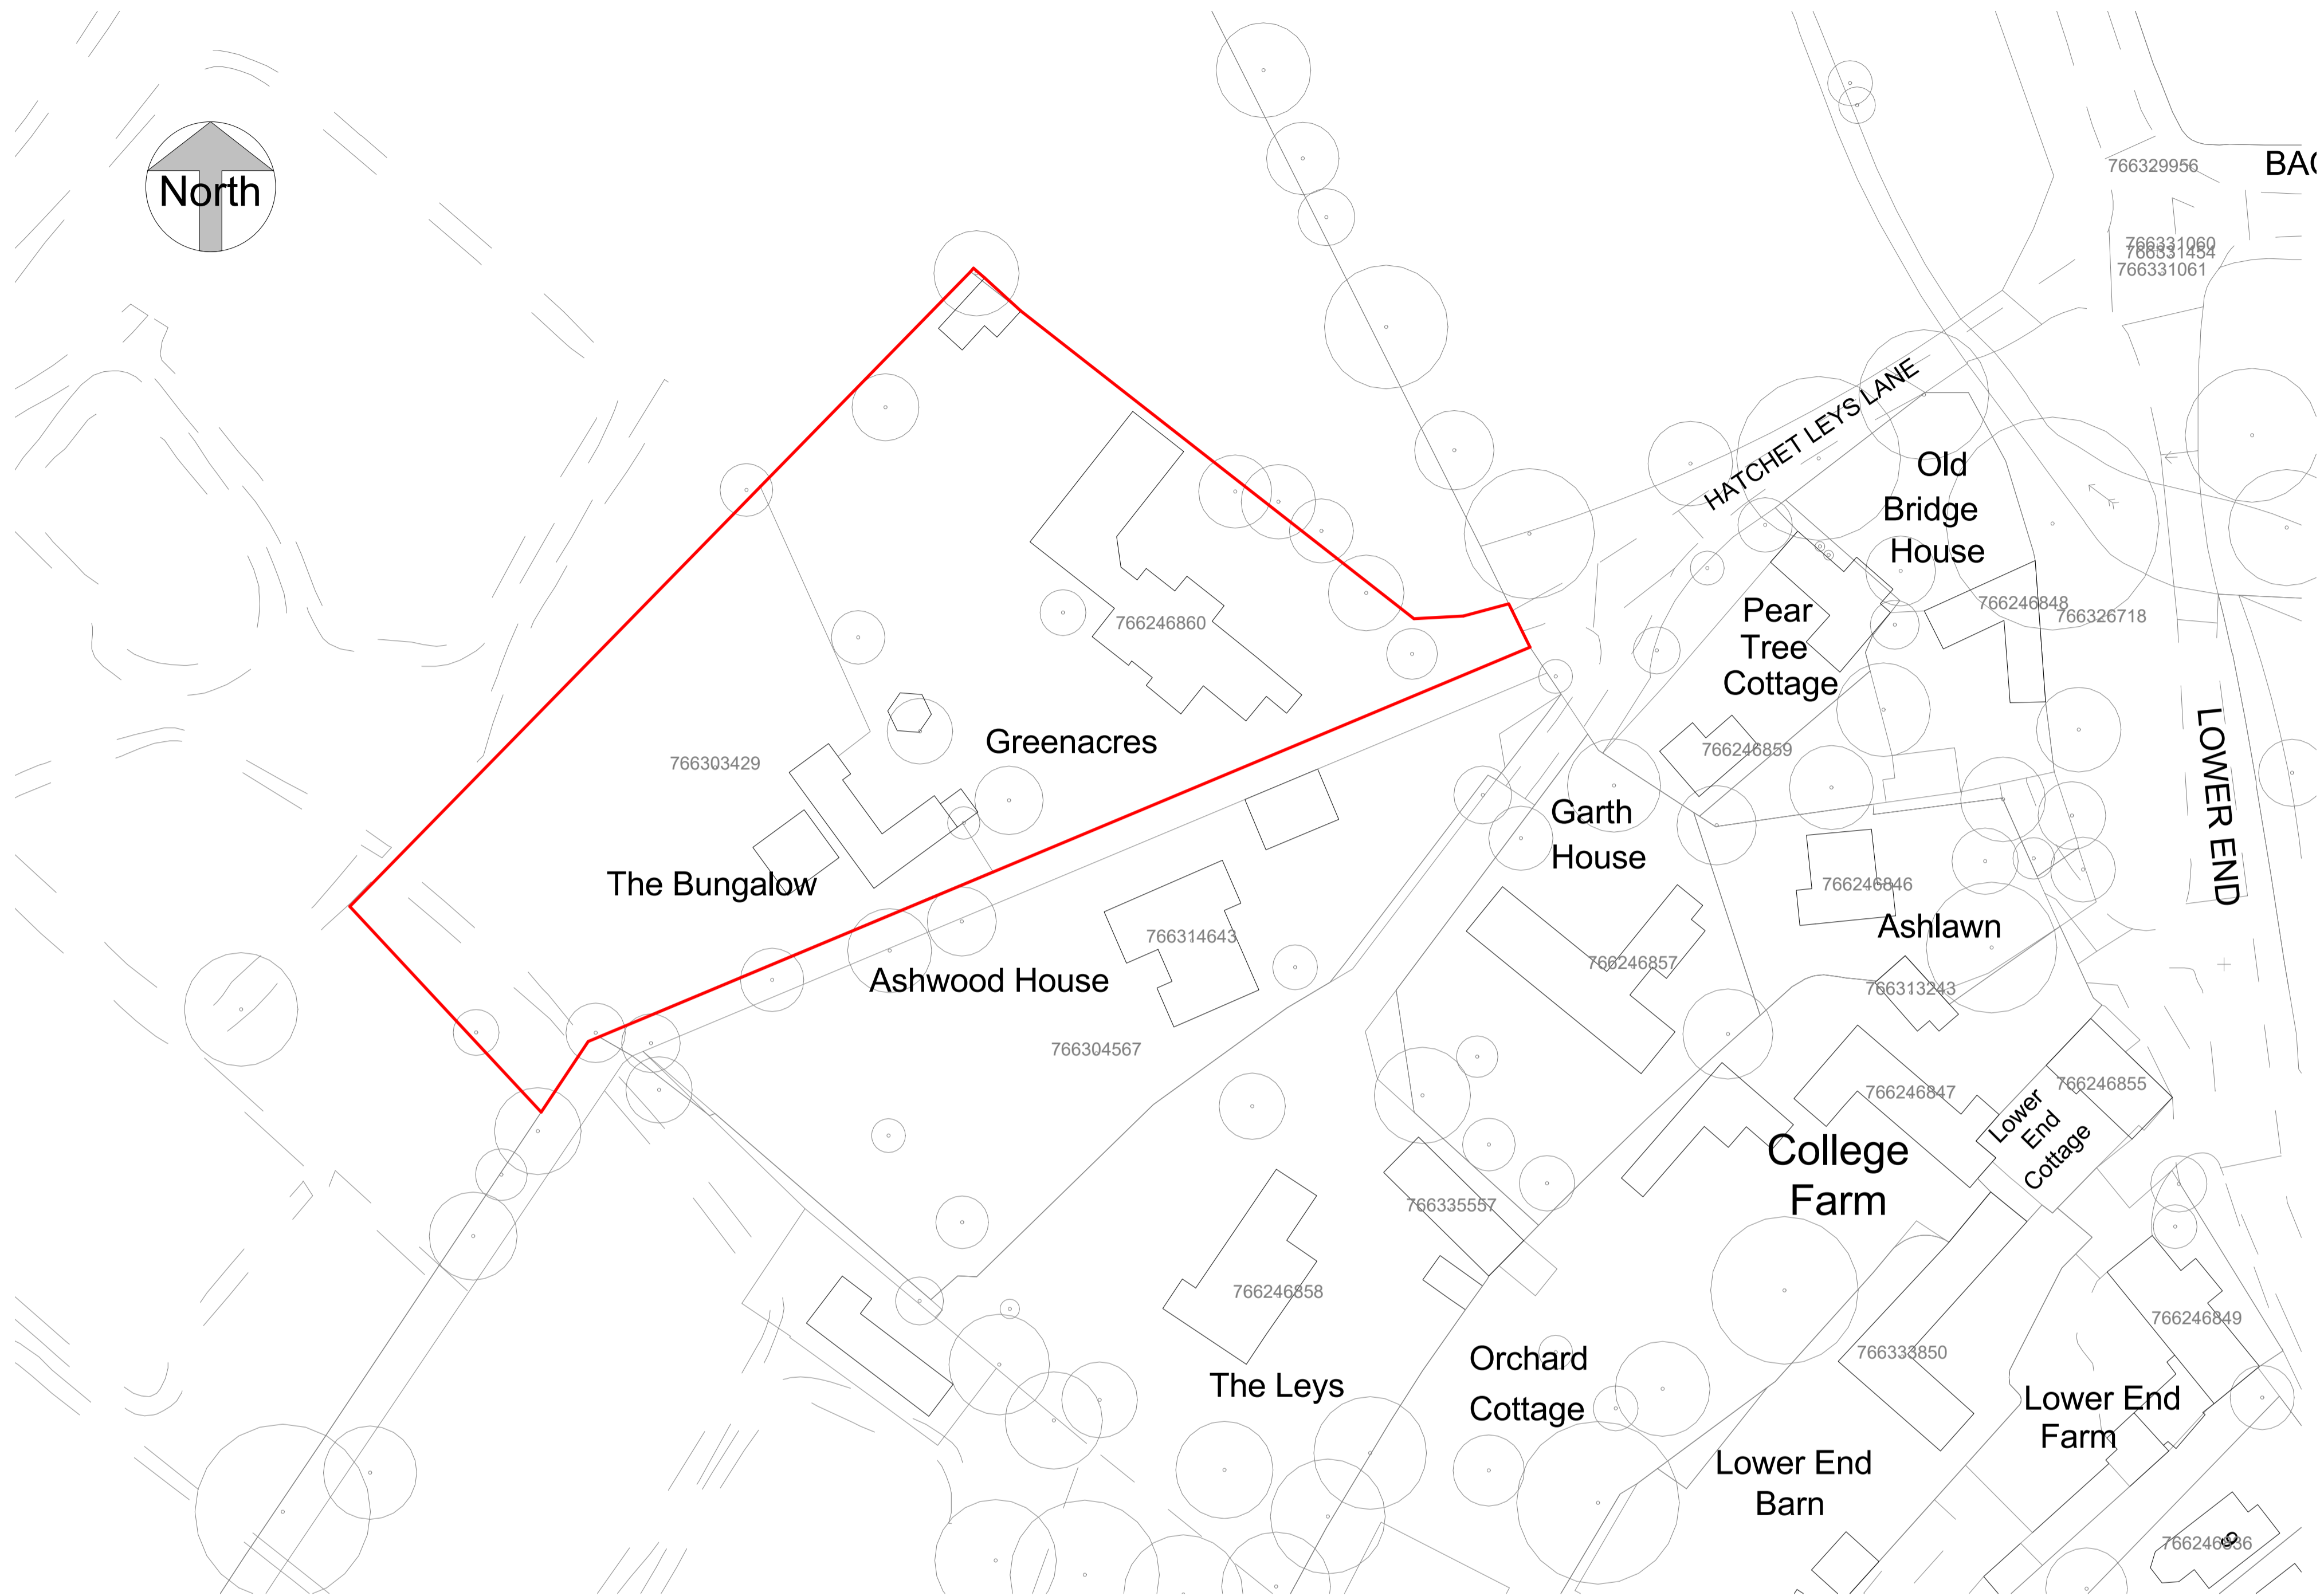 766329956
BAC
North
766331060
766331454
766331061
HATCHET LEYS LANE
Old
Bridge
House
766246848
766326718
Pear
Tree
Cottage
766246860
Greenacres
766246859
766303429
LOWER END
Garth
House
The Bungalow
766246846
Ashlawn
766314643
766246857
Ashwood House
766313243
766304567
766246847
766246855
Lower
End
Cottage
College
Farm
766335557
766246858
766246849
766333850
Orchard
Cottage
The Leys
Lower End
Farm
Lower End
Barn
9